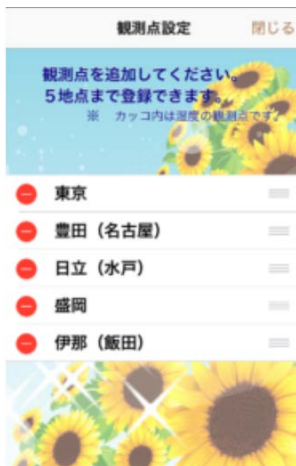 観測点設定 閉じる
観測点を追加してください。
5地点まで登録できます。
※ カッコ内は湿度の観測点です。
東京
豊田（名古屋）
日立（水戸）
盛岡
伊那（飯田）